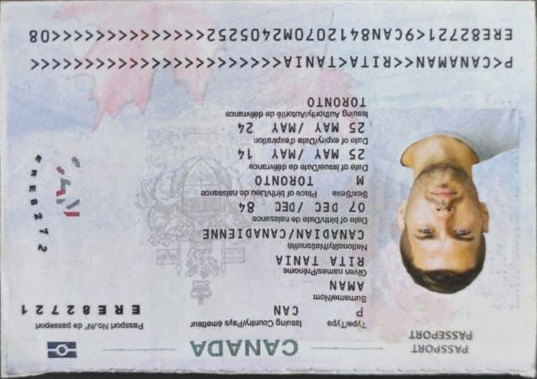 PASSPORT
PASSEPORT
CANADA
Type/Type
Issuing Country/Pays émetteur
Passport No./N° de passeport
P
CAN
ERE82721
Surname/Nom
AMAN
Given names/Prénoms
RITA TANIA
Nationality/Nationalité
CANADIAN/CANADIENNE
Date of birth/Date de naissance
07 DEC /DEC 84
Sex/Sexe
Place of birth/Lieu de naissance
M
TORONTO
Date of issue/Date de délivrance
25 MAY /MAY 14
Date of expiry/Date d'expiration
25 MAY /MAY 24
Issuing Authority/Autorité de délivrance
TORONTO
P<CANAMAN<<RITA<TANIA<<<<<<<<<<<<<<<<<<<<<<<
ERE82721<9CAN8412070M2405252<<<<<<<<<<<<<<08